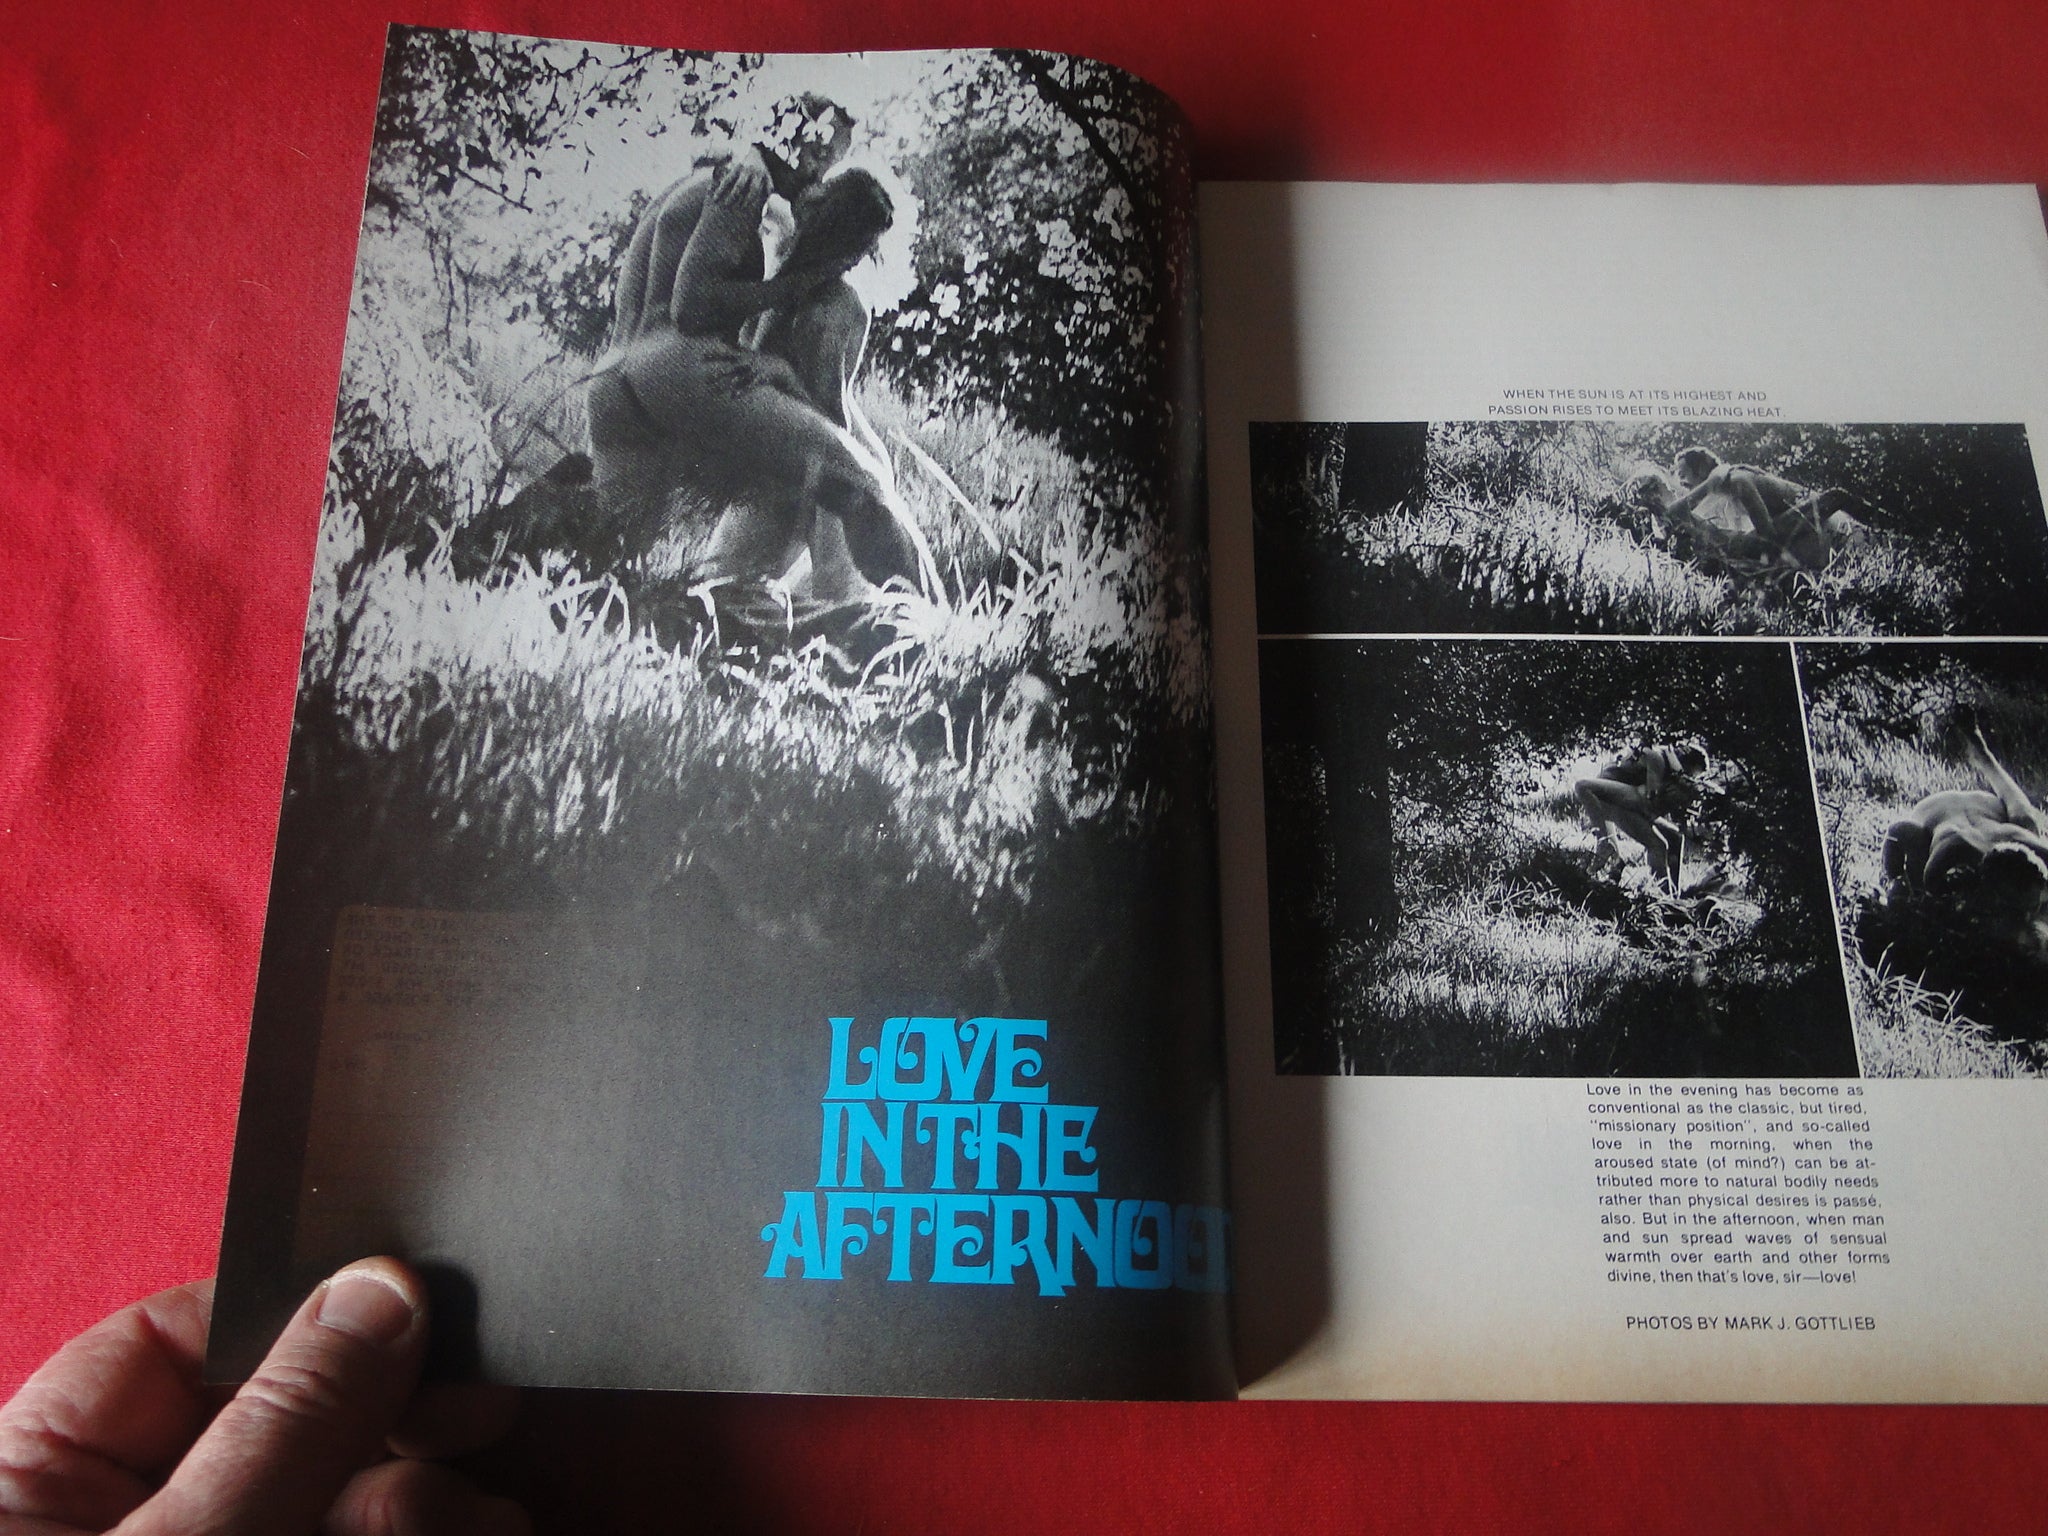 LOVE
IN THE
AFTERNOO
WHEN THE SUN IS AT ITS HIGHEST AND
PASSION RISES TO MEET ITS BLAZING HEAT.
Love in the evening has become as
conventional as the classic, but tired,
"missionary position", and so-called
love in the morning, when the
aroused state (of mind?) can be at-
tributed more to natural bodily needs
rather than physical desires is passé,
also. But in the afternoon, when man
and sun spread waves of sensual
warmth over earth and other forms
divine, then that's love, sir—love!
PHOTOS BY MARK J. GOTTLIEB